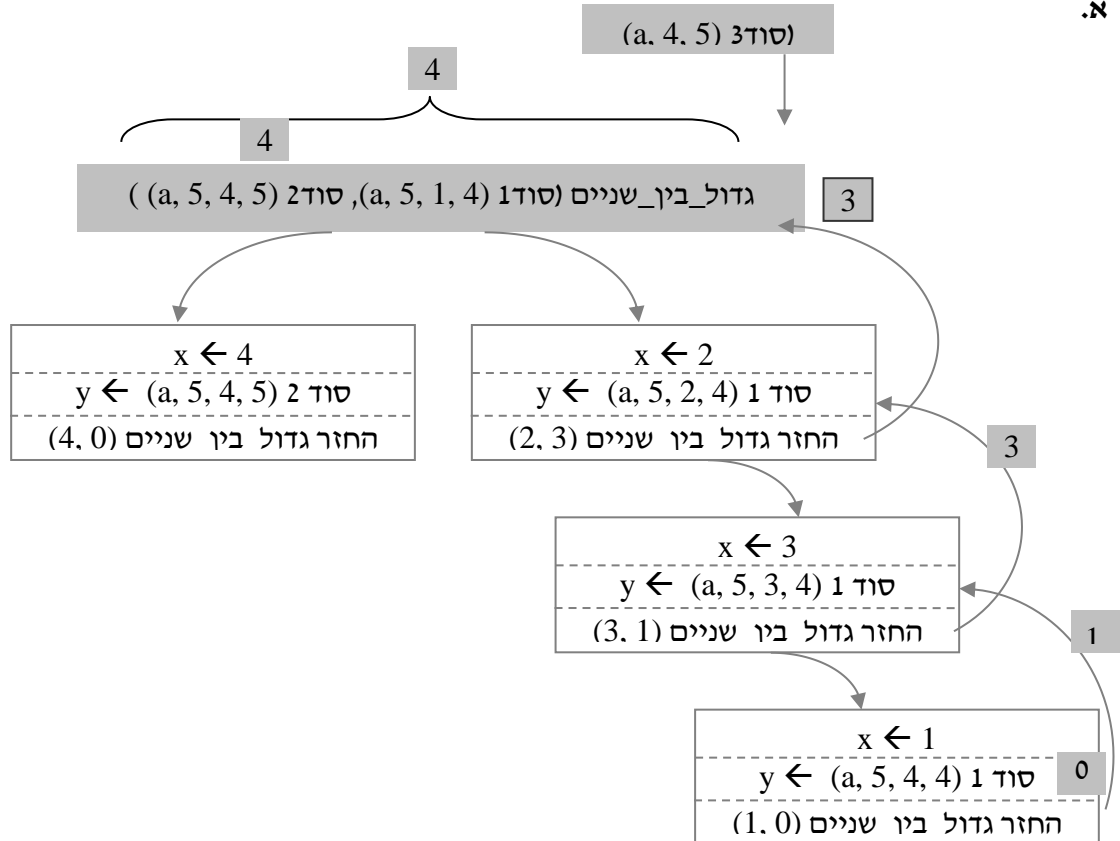 א.
סוד3 (a, 4, 5)
4
4
גדול_בין_שניים (סוד1 (a, 5, 1, 4), סוד2 (a, 5, 4, 5) )
3
x ← 2
y ← (a, 5, 2, 4) סוד 1
החזר גדול בין שניים (2, 3)
x ← 4
y ← (a, 5, 4, 5) סוד 2
החזר גדול בין שניים (4, 0)
3
x ← 3
y ← (a, 5, 3, 4) סוד 1
החזר גדול בין שניים (3, 1)
1
x ← 1
y ← (a, 5, 4, 4) סוד 1
0
החזר גדול בין שניים (1, 0)